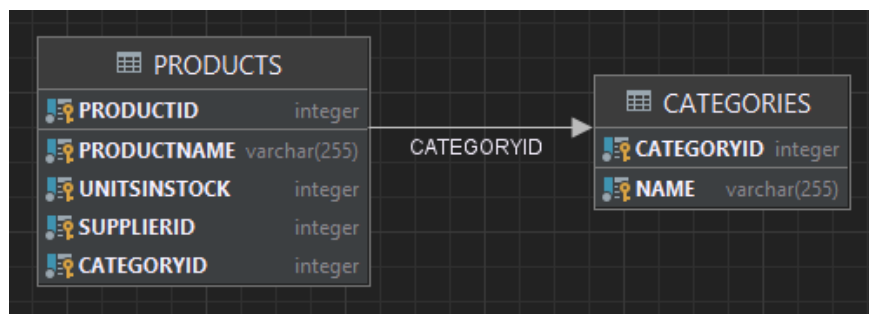 PRODUCTS
PRODUCTID integer
PRODUCTNAME varchar(255)
UNITSINSTOCK integer
SUPPLIERID integer
CATEGORYID integer
CATEGORYID
CATEGORIES
CATEGORYID integer
NAME varchar(255)